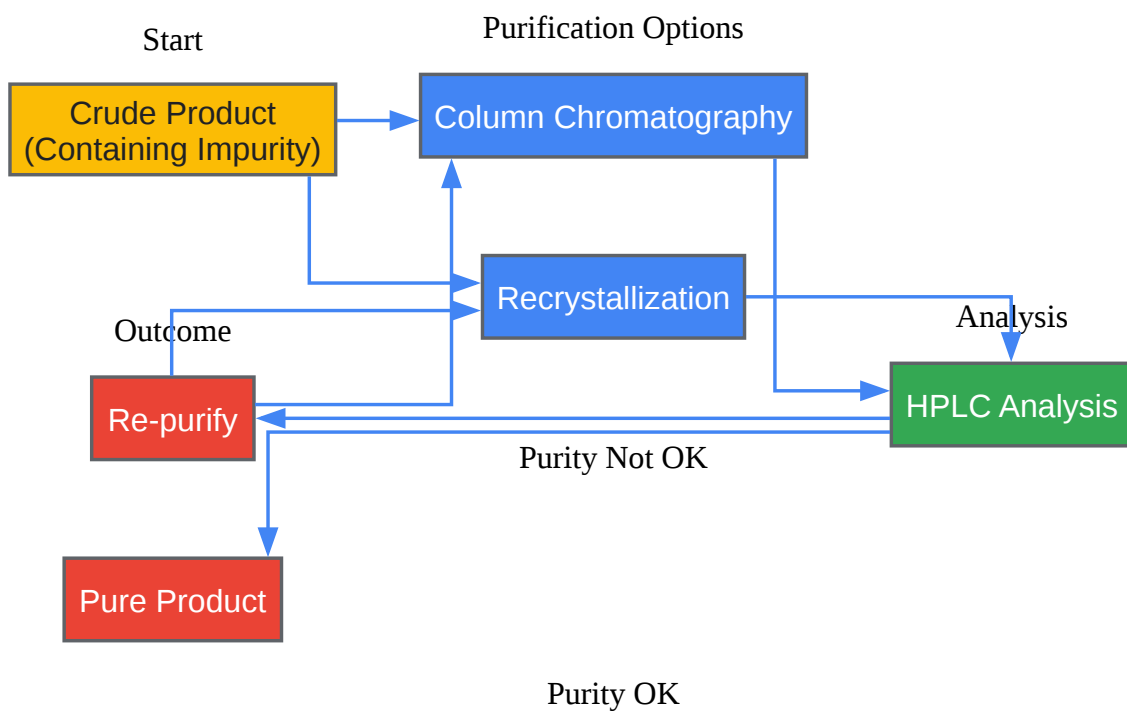 Start
Purification Options
Crude Product
(Containing Impurity)
Column Chromatography
Recrystallization
Outcome
Analysis
Re-purify
HPLC Analysis
Purity Not OK
Pure Product
Purity OK